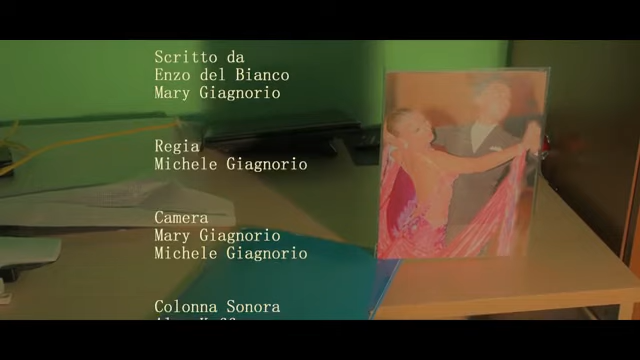 Scritto da
Enzo del Bianco
Mary Giagnorio
Regia
Michele Giagnorio
Camera
Mary Giagnorio
Michele Giagnorio
Colonna Sonora